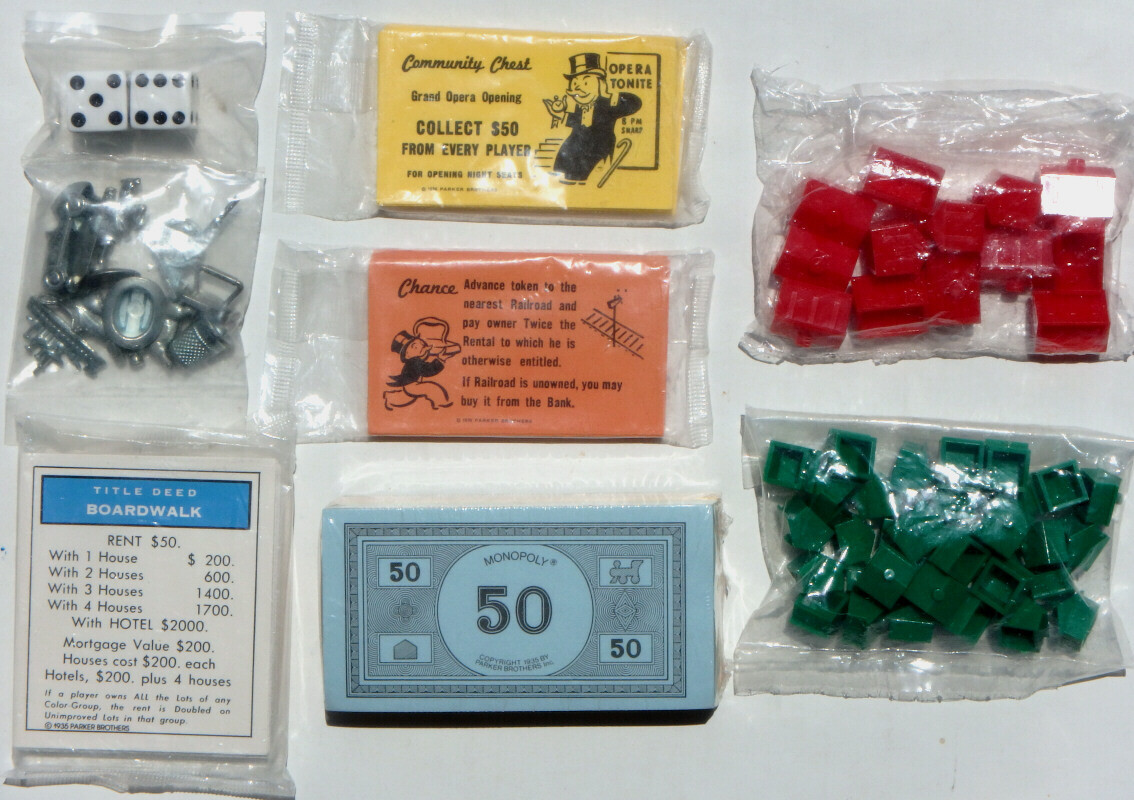 Community Chest
Grand Opera Opening
COLLECT $50
FROM EVERY PLAYER
FOR OPENING NIGHT SEATS
OPERA
TONITE
8 PM
SHARP
Chance
Advance token to the
nearest Railroad and
pay owner Twice the
Rental to which he is
otherwise entitled.
If Railroad is unowned, you may
buy it from the Bank.
TITLE DEED
BOARDWALK
RENT $50.
With 1 House $ 200.
With 2 Houses 600.
With 3 Houses 1400.
With 4 Houses 1700.
With HOTEL $2000.
Mortgage Value $200.
Houses cost $200. each
Hotels, $200. plus 4 houses
If a player owns ALL the Lots of any
Color-Group, the rent is Doubled on
Unimproved Lots in that group.
© 1935 PARKER BROTHERS
MONOPOLY®
50
50
50
COPYRIGHT 1935 BY
PARKER BROTHERS INC.